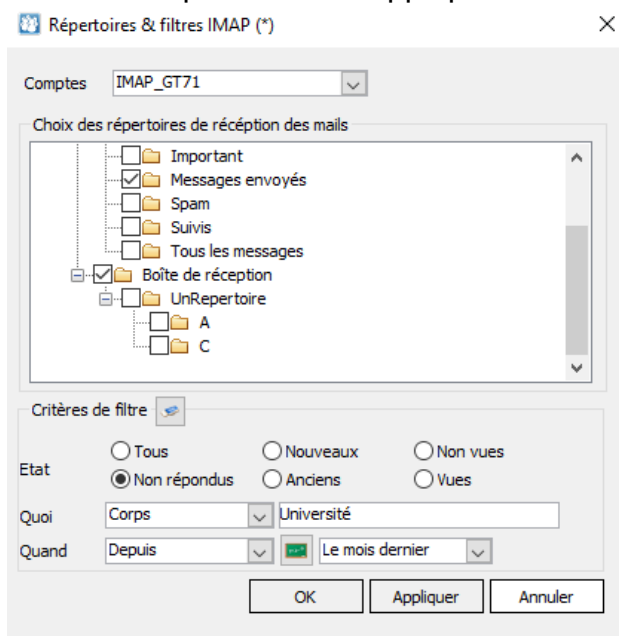 Répertoires & filtres IMAP (*)
Comptes IMAP_GT71
Choix des répertoires de récéption des mails
Important
Messages envoyés
Spam
Suivis
Tous les messages
Boîte de réception
UnRepertoire
A
C
Critères de filtre
Tous Nouveaux Non vues
Etat
Non répondus Anciens Vues
Quoi Corps Université
Quand Depuis Le mois dernier
OK Appliquer Annuler